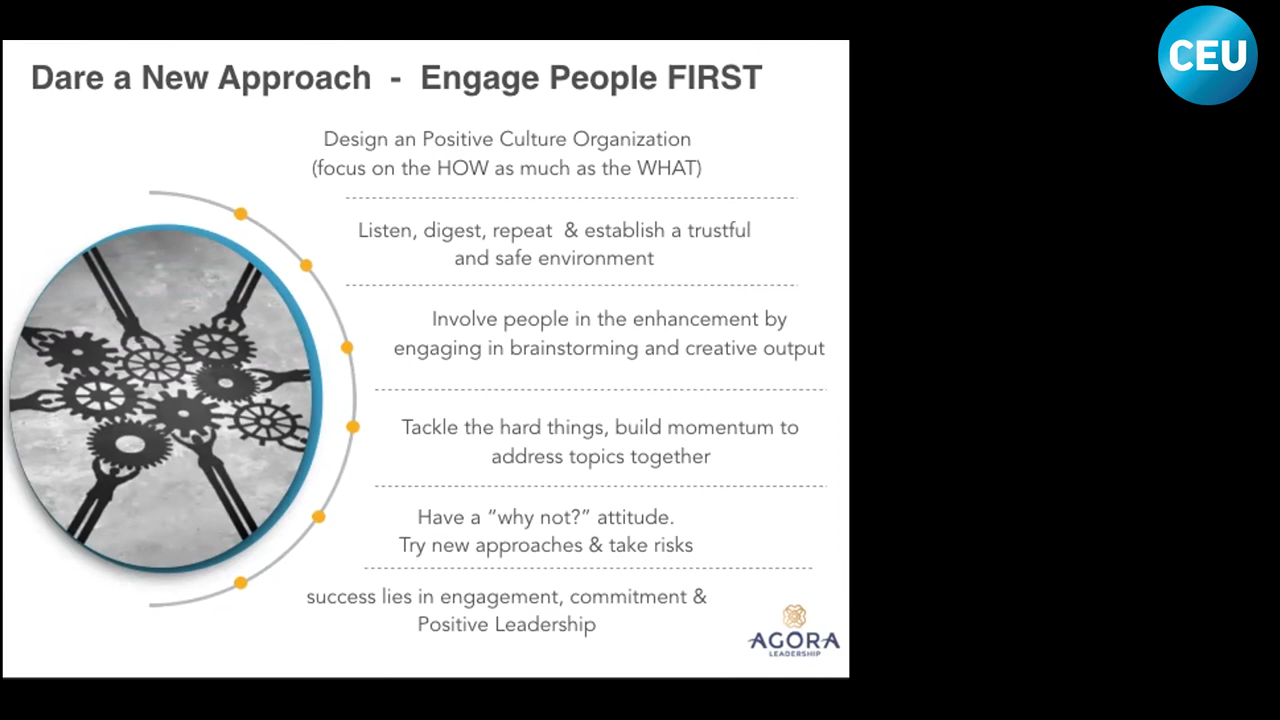 CEU
Dare a New Approach - Engage People FIRST
Design an Positive Culture Organization
(focus on the HOW as much as the WHAT)
Listen, digest, repeat & establish a trustful
and safe environment
Involve people in the enhancement by
engaging in brainstorming and creative output
Tackle the hard things, build momentum to
address topics together
Have a “why not?” attitude.
Try new approaches & take risks
success lies in engagement, commitment &
Positive Leadership
AGORA
LEADERSHIP